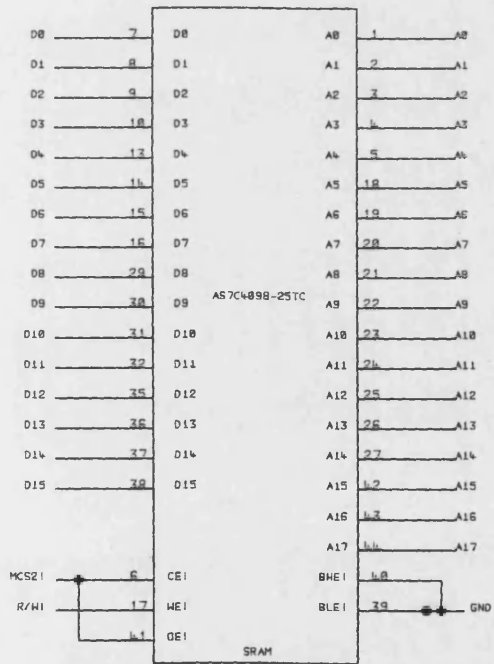 D0 7 D0 A0 1 A0
D1 8 D1 A1 2 A1
D2 9 D2 A2 3 A2
D3 10 D3 A3 4 A3
D4 13 D4 A4 5 A4
D5 14 D5 A5 18 A5
D6 15 D6 A6 19 A6
D7 16 D7 A7 20 A7
D8 29 D8 A8 21 A8
AS7C4098-25TC
D9 30 D9 A9 22 A9
D10 31 D10 A10 23 A10
D11 32 D11 A11 24 A11
D12 35 D12 A12 25 A12
D13 36 D13 A13 26 A13
D14 37 D14 A14 27 A14
D15 38 D15 A15 42 A15
A16 43 A16
A17 44 A17
MCS2! 6 CE! BHE! 40
R/W! 17 WE! BLE! 39 GND
41 OE!
SRAM